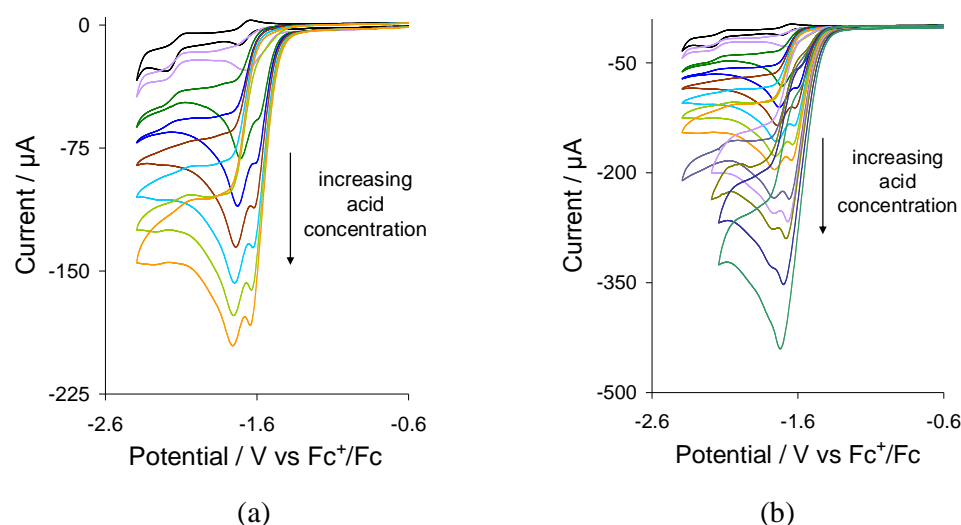 0
-75
-150
-225
Current / µA
increasing
acid
concentration
-2.6 -1.6 -0.6
Potential / V vs Fc⁺/Fc
(a)
-50
-200
-350
-500
Current / µA
increasing
acid
concentration
-2.6 -1.6 -0.6
Potential / V vs Fc⁺/Fc
(b)